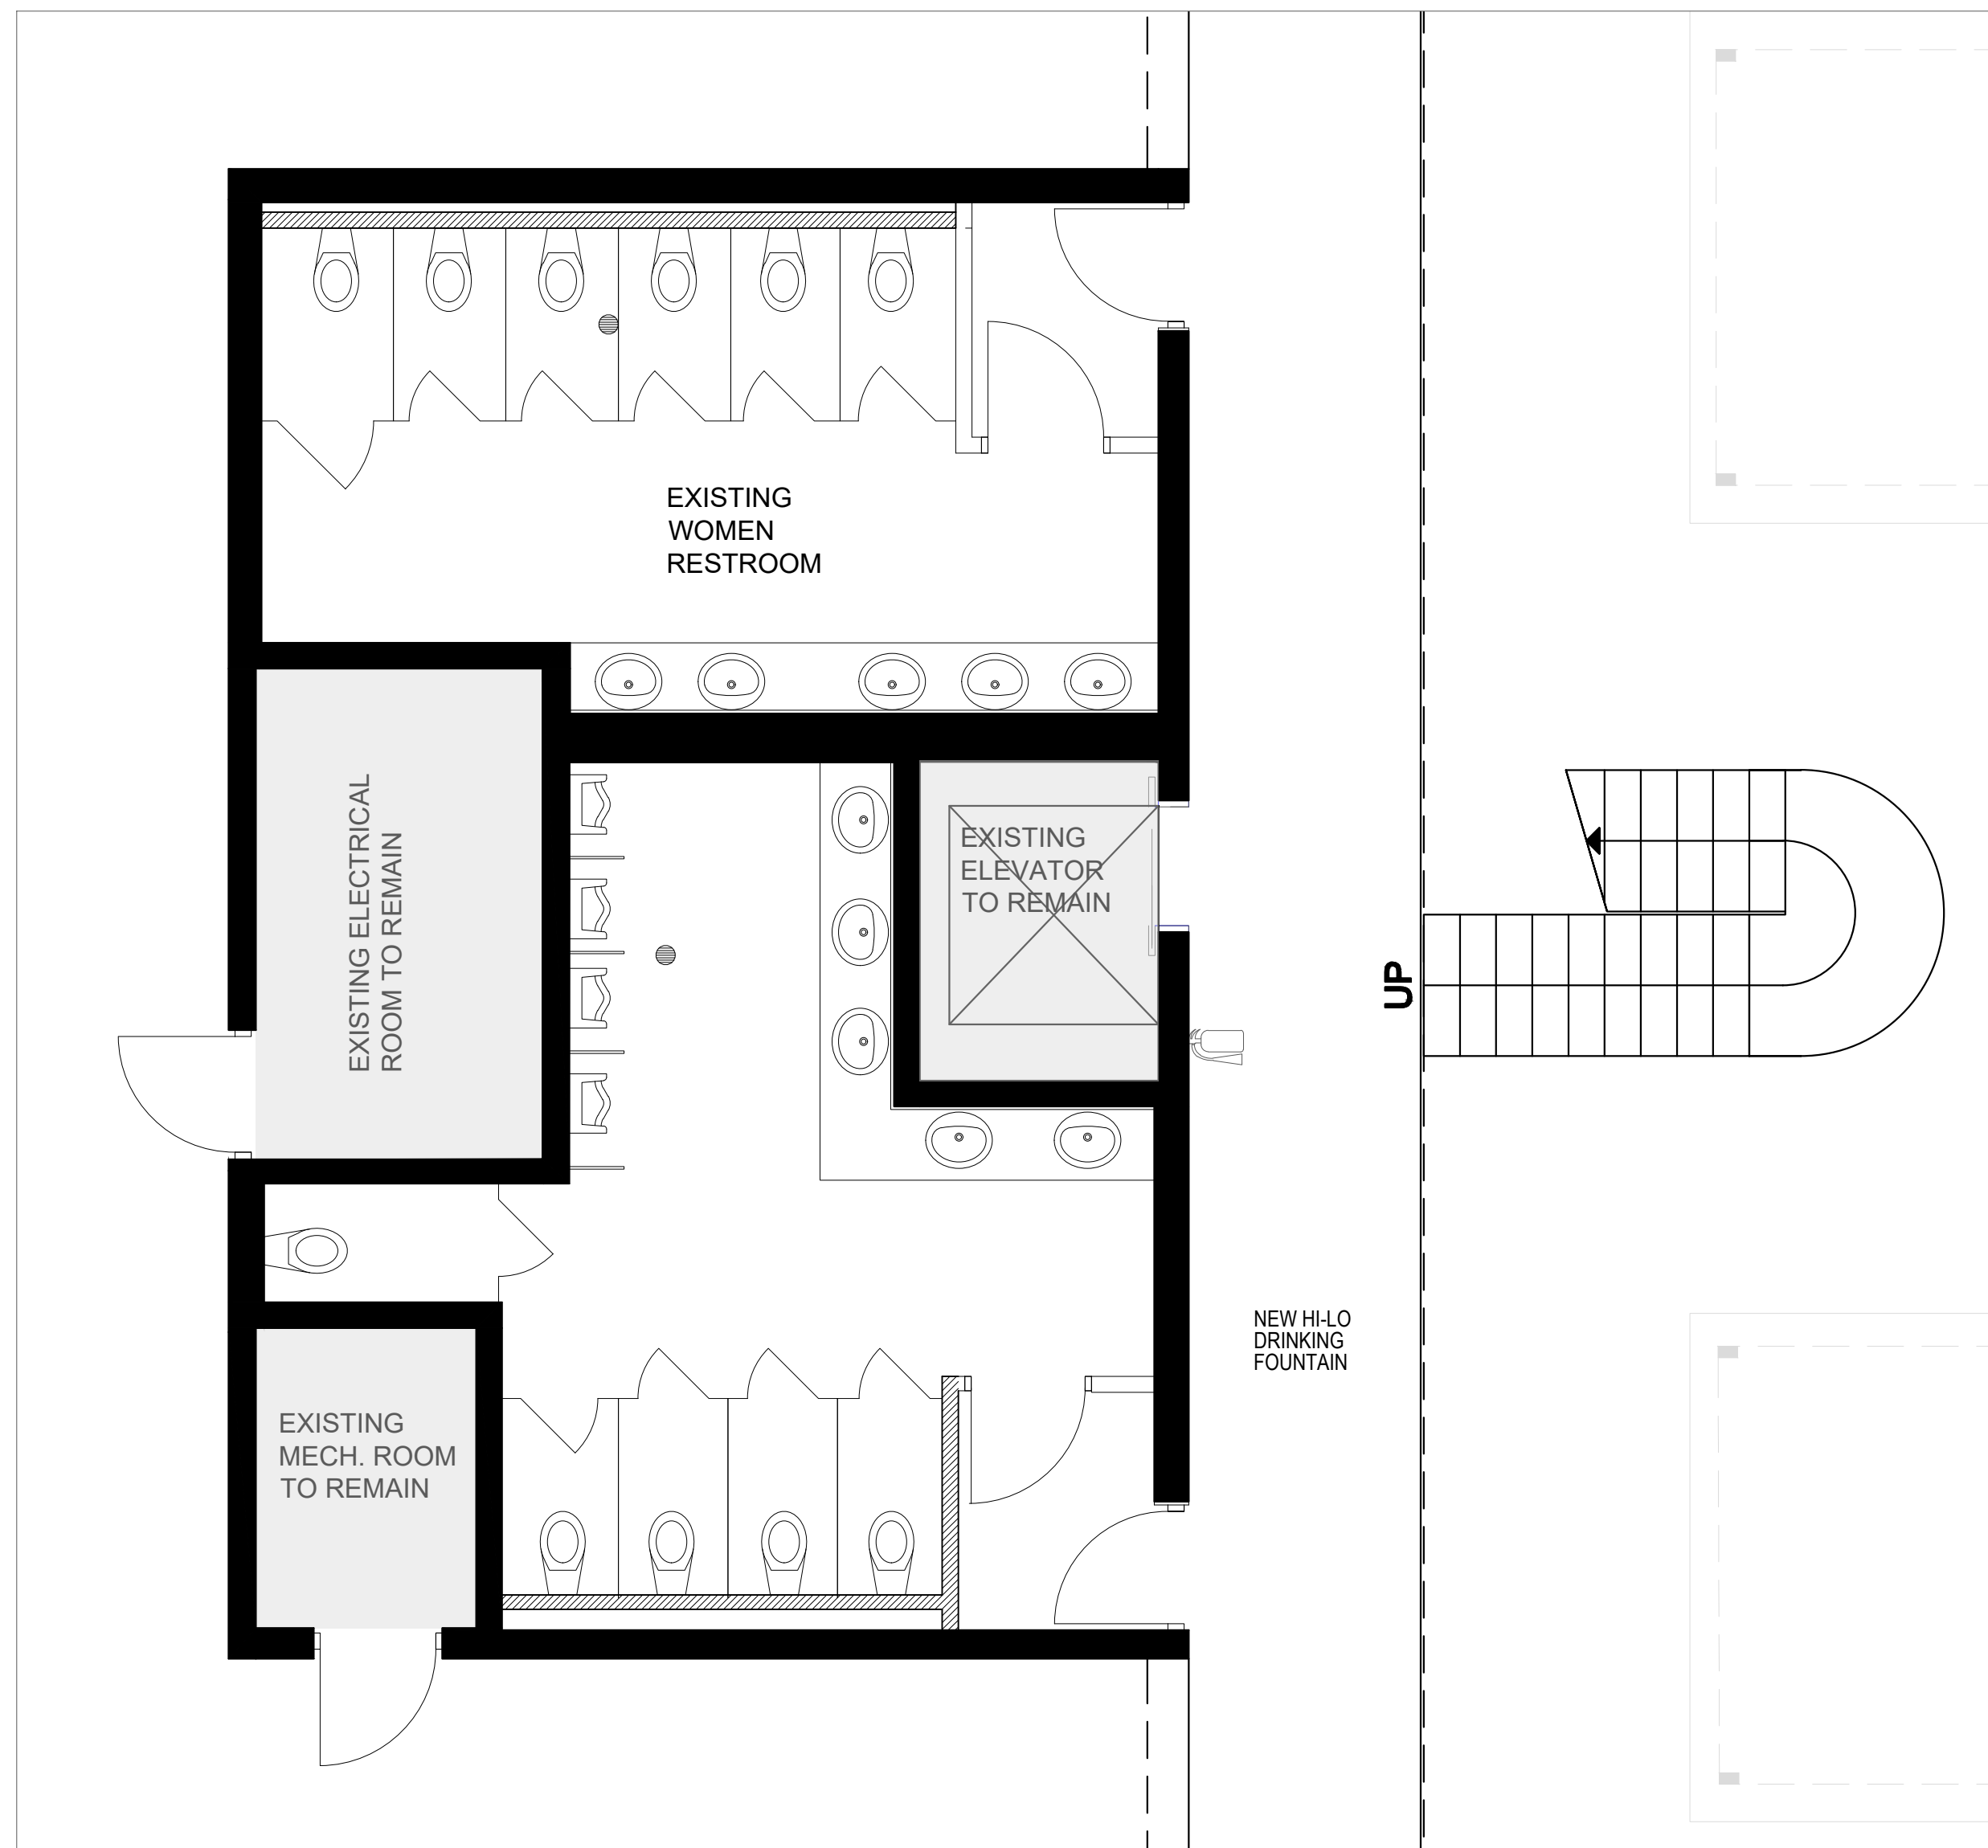 EXISTING
WOMEN
RESTROOM
EXISTING ELECTRICAL
ROOM TO REMAIN
EXISTING
ELEVATOR
TO REMAIN
UP
NEW HI-LO
DRINKING
FOUNTAIN
EXISTING
MECH. ROOM
TO REMAIN